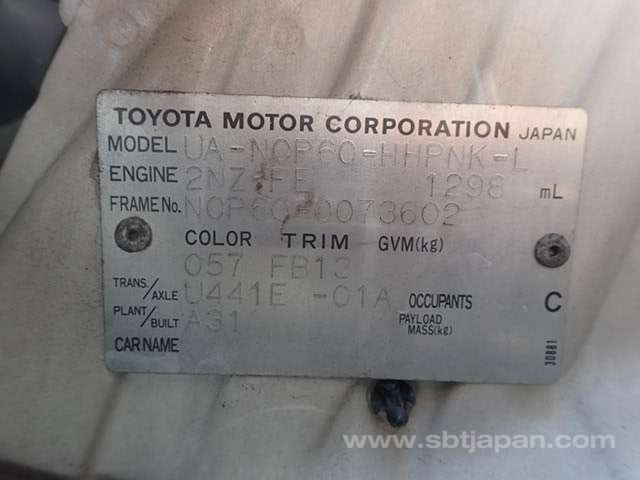 TOYOTA MOTOR CORPORATION JAPAN
MODEL UA-NCP60-HHPNK-L
ENGINE 2NZ-FE 1298 mL
FRAME No. NCP60-0073602
COLOR TRIM GVM(kg)
057 FB13
TRANS./AXLE U441E -01A OCCUPANTS C
PLANT/BUILT A31 PAYLOAD MASS(kg)
CAR NAME
30881
www.sbtjapan.com